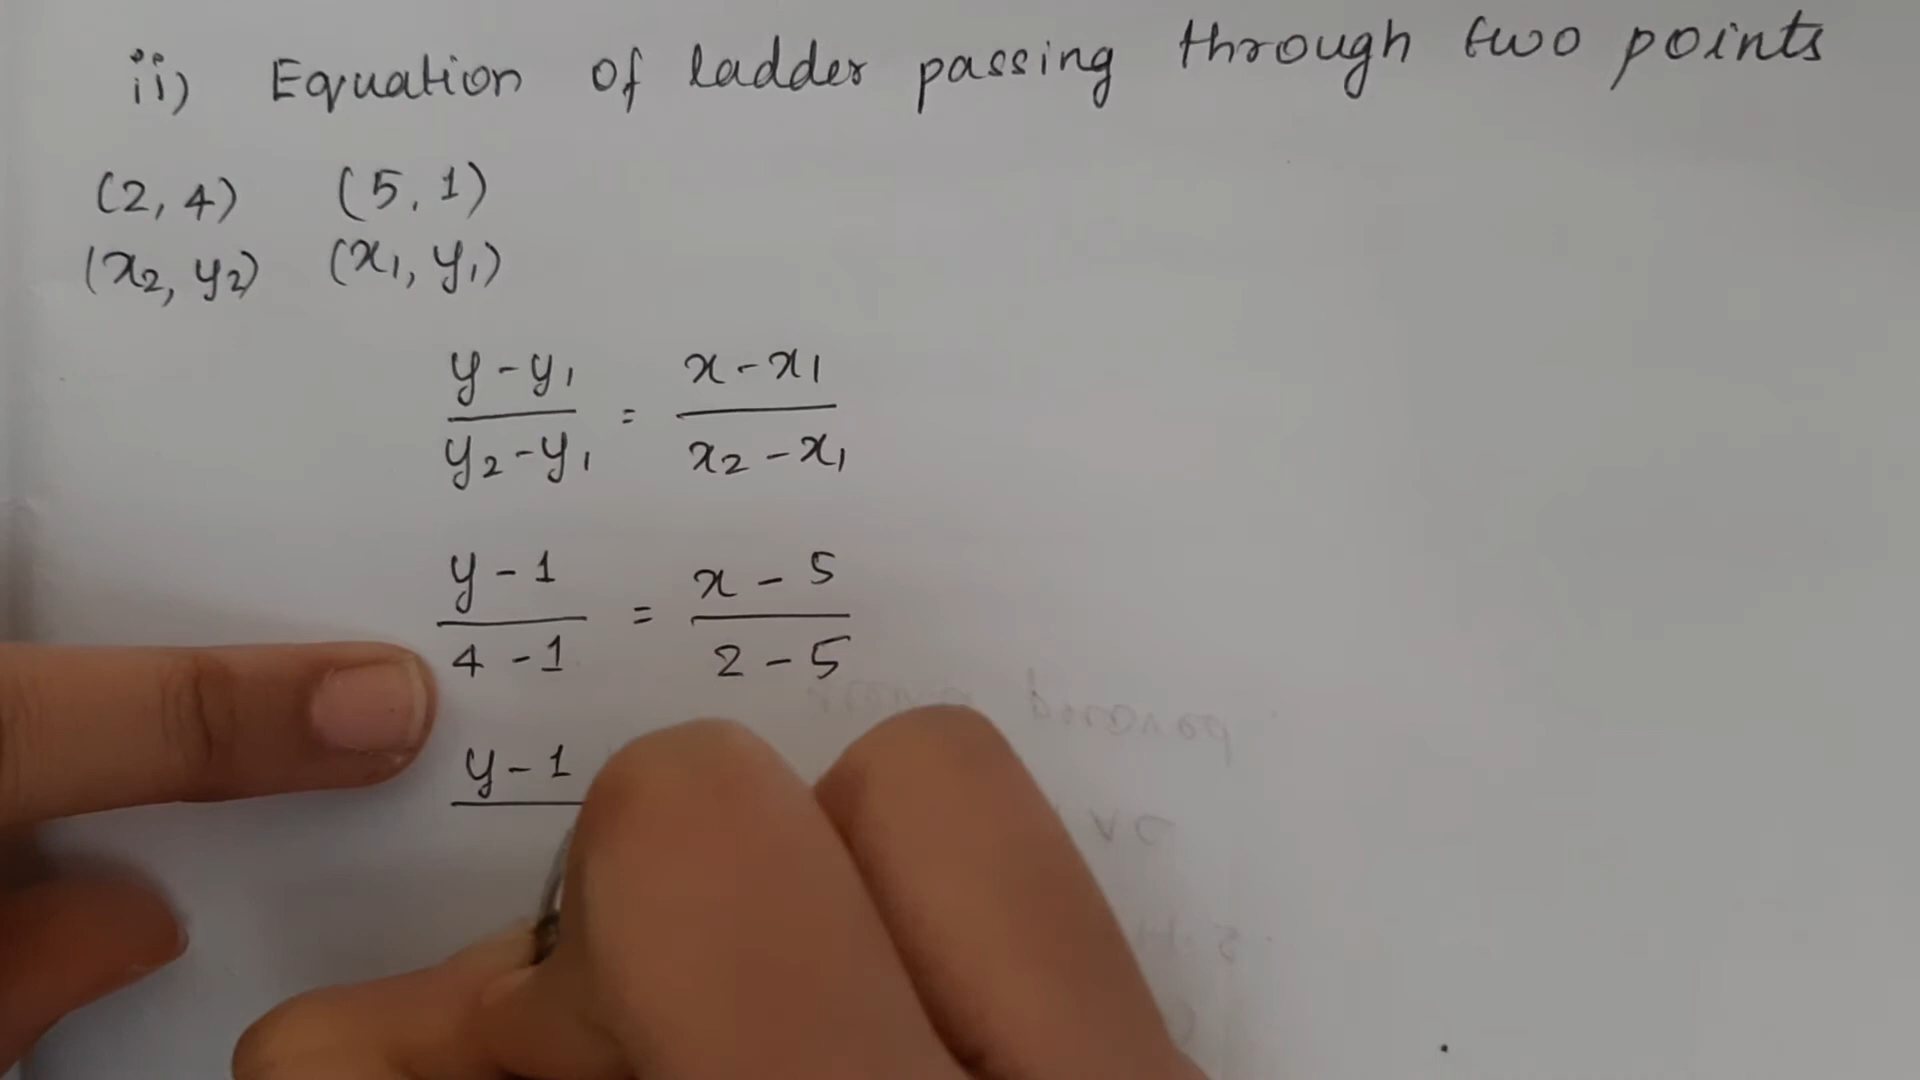 ii) Equation of ladder passing through two points
(2, 4) (5, 1)
(x₂, y₂) (x₁, y₁)
y - y₁ / y₂ - y₁ = x - x₁ / x₂ - x₁
y - 1 / 4 - 1 = x - 5 / 2 - 5
y - 1